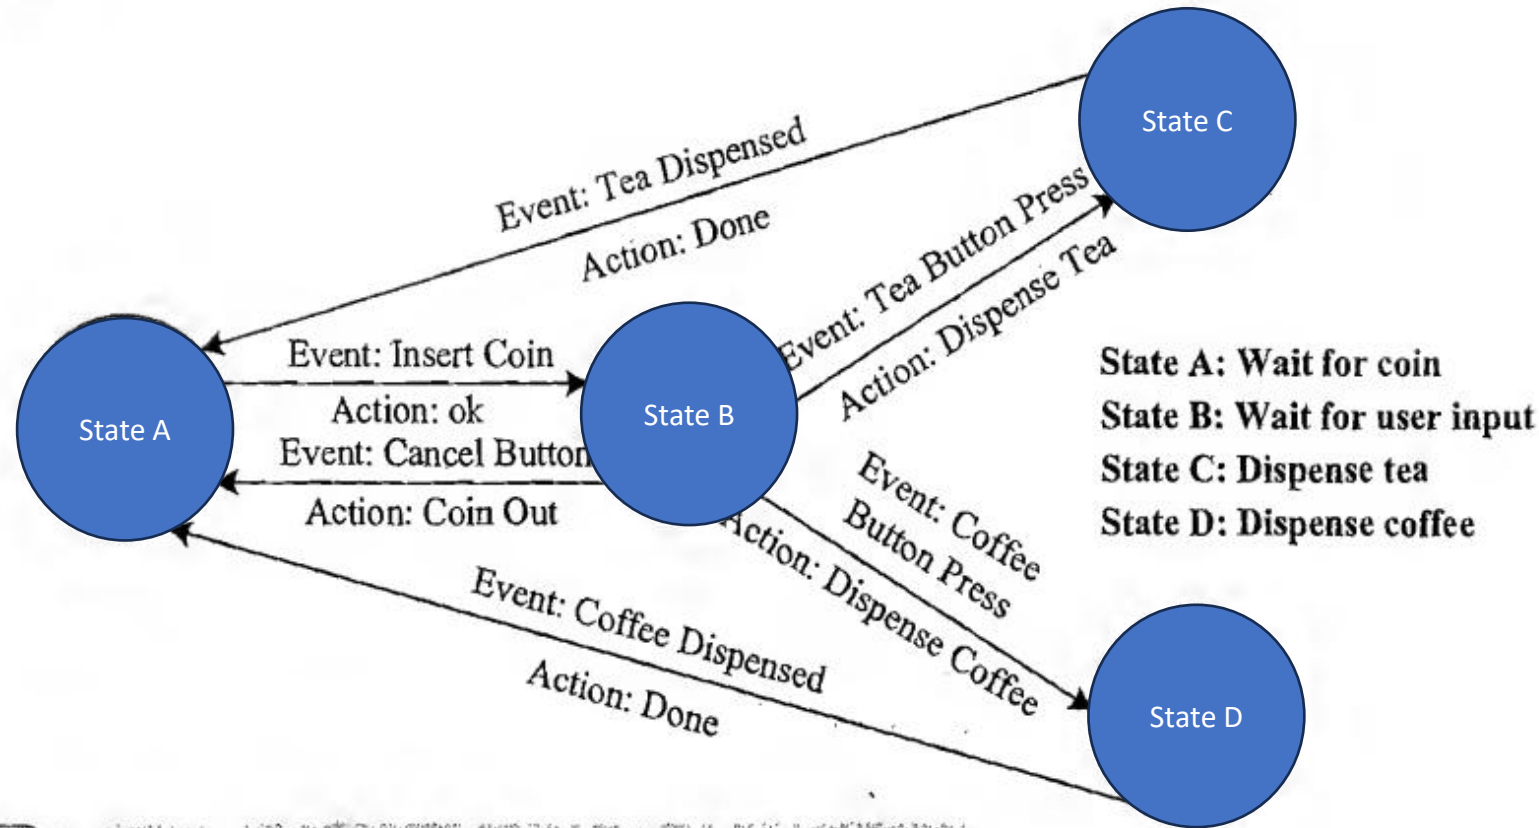 State C
Event: Tea Dispensed
Action: Done
Event: Tea Button Press
Action: Dispense Tea
Event: Insert Coin
Action: ok
State A
State B
Event: Cancel Button
Action: Coin Out
State A: Wait for coin
State B: Wait for user input
State C: Dispense tea
State D: Dispense coffee
Event: Coffee
Button Press
Action: Dispense Coffee
Event: Coffee Dispensed
Action: Done
State D